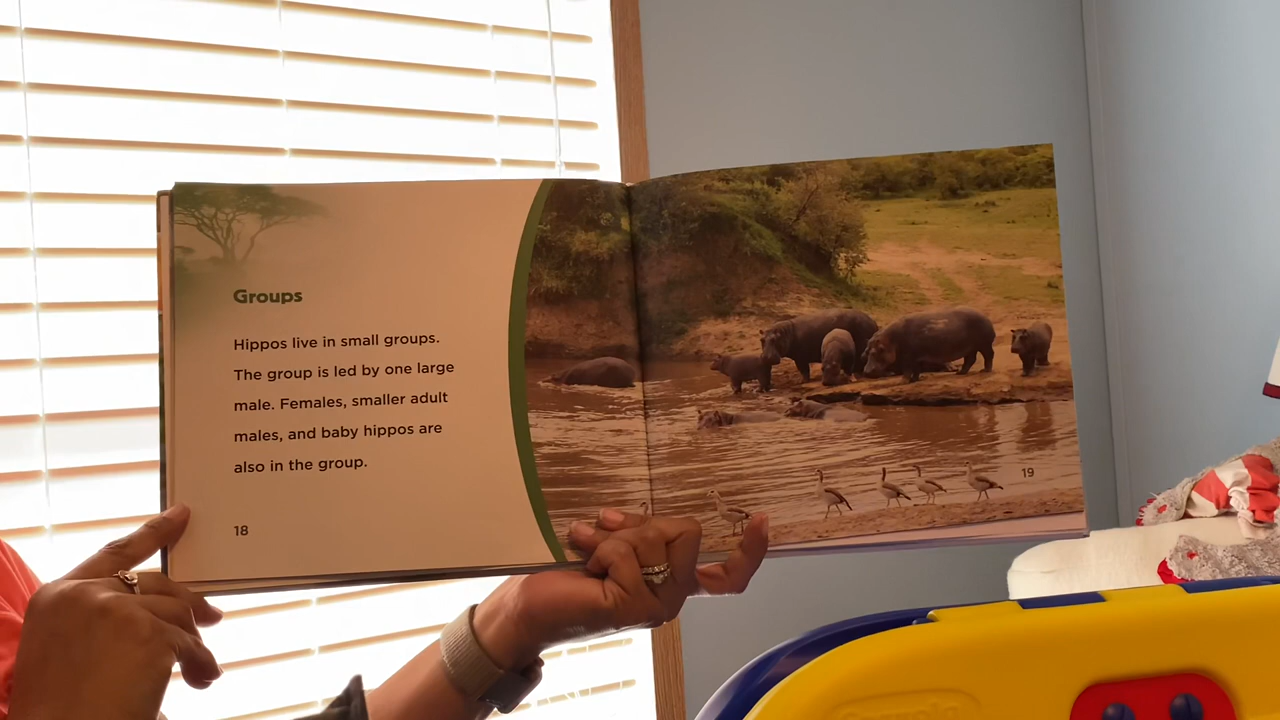 Groups
Hippos live in small groups.
The group is led by one large
male. Females, smaller adult
males, and baby hippos are
also in the group.
18
19